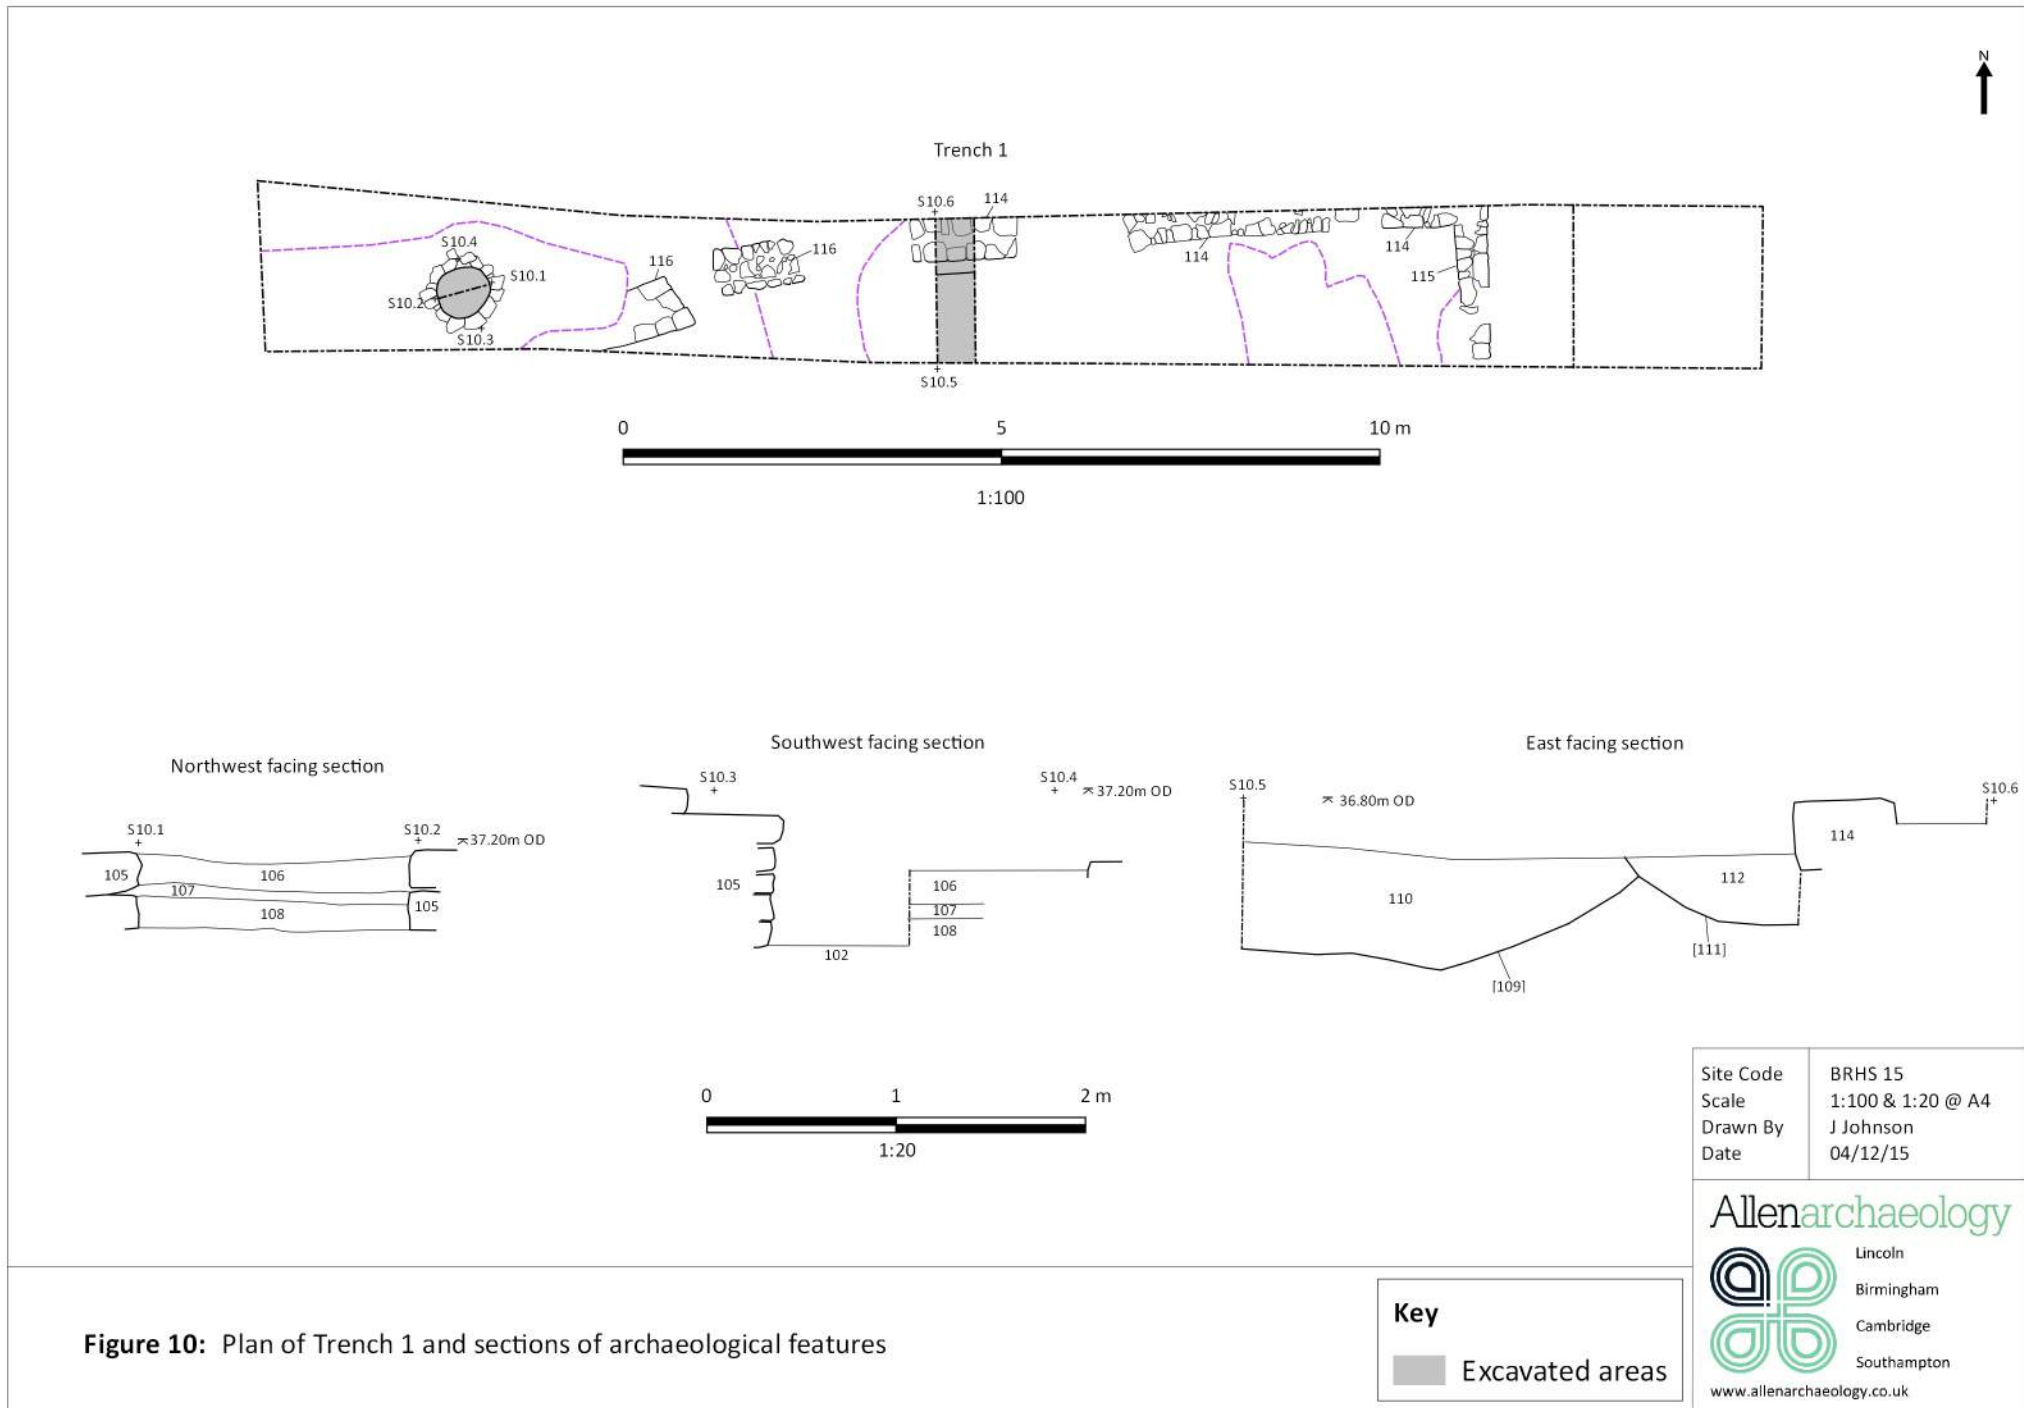 N
Trench 1
S10.6
114
S10.4
116
116
S10.1
114
114
115
S10.2
S10.3
S10.5
0 5 10 m
1:100
Northwest facing section
Southwest facing section
East facing section
S10.1
S10.2
37.20m OD
105
106
107
108
105
S10.3
S10.4
37.20m OD
105
106
107
108
102
S10.5
36.80m OD
S10.6
114
112
110
[111]
[109]
0 1 2 m
1:20
Site Code BRHS 15
Scale 1:100 & 1:20 @ A4
Drawn By J Johnson
Date 04/12/15
Allenarchaeology
Lincoln
Birmingham
Cambridge
Southampton
www.allenarchaeology.co.uk
Key
Excavated areas
Figure 10: Plan of Trench 1 and sections of archaeological features